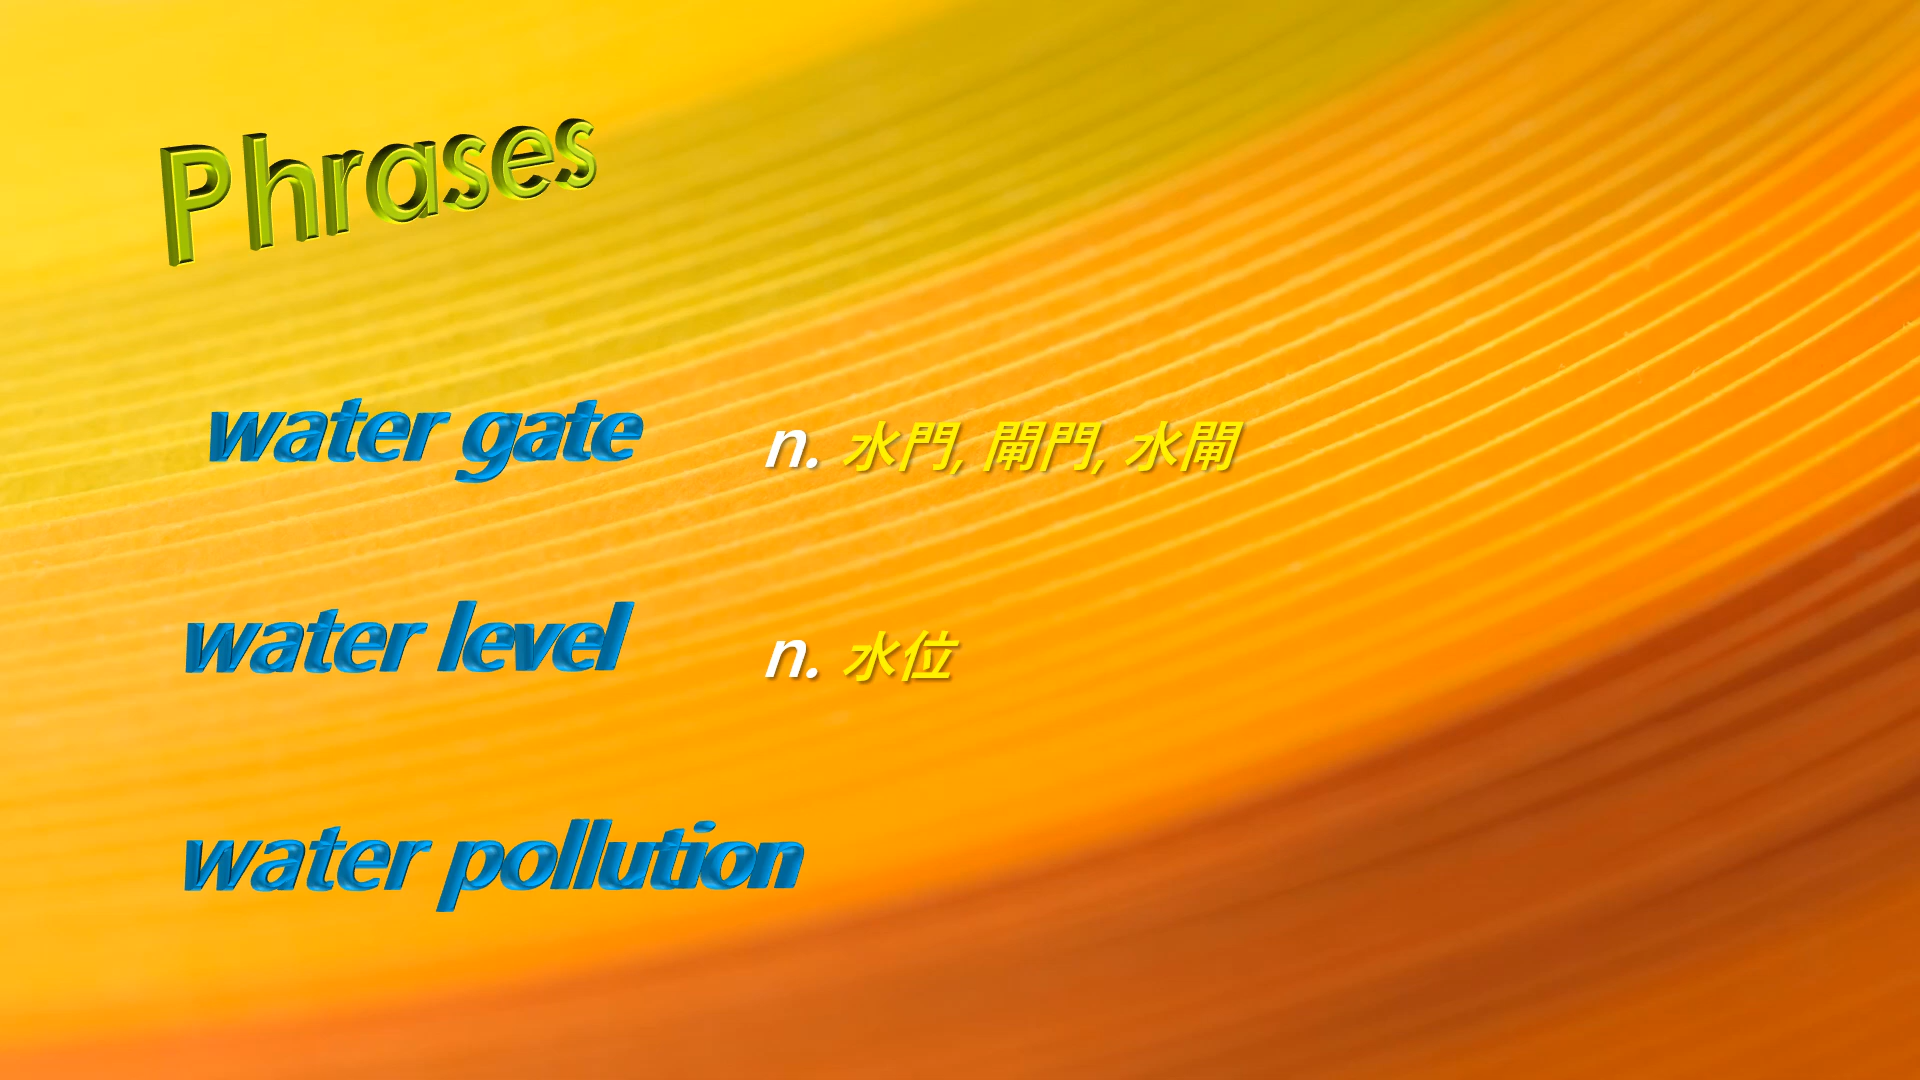 Phrases
water gate n. 水門, 閘門, 水閘
water level n. 水位
water pollution